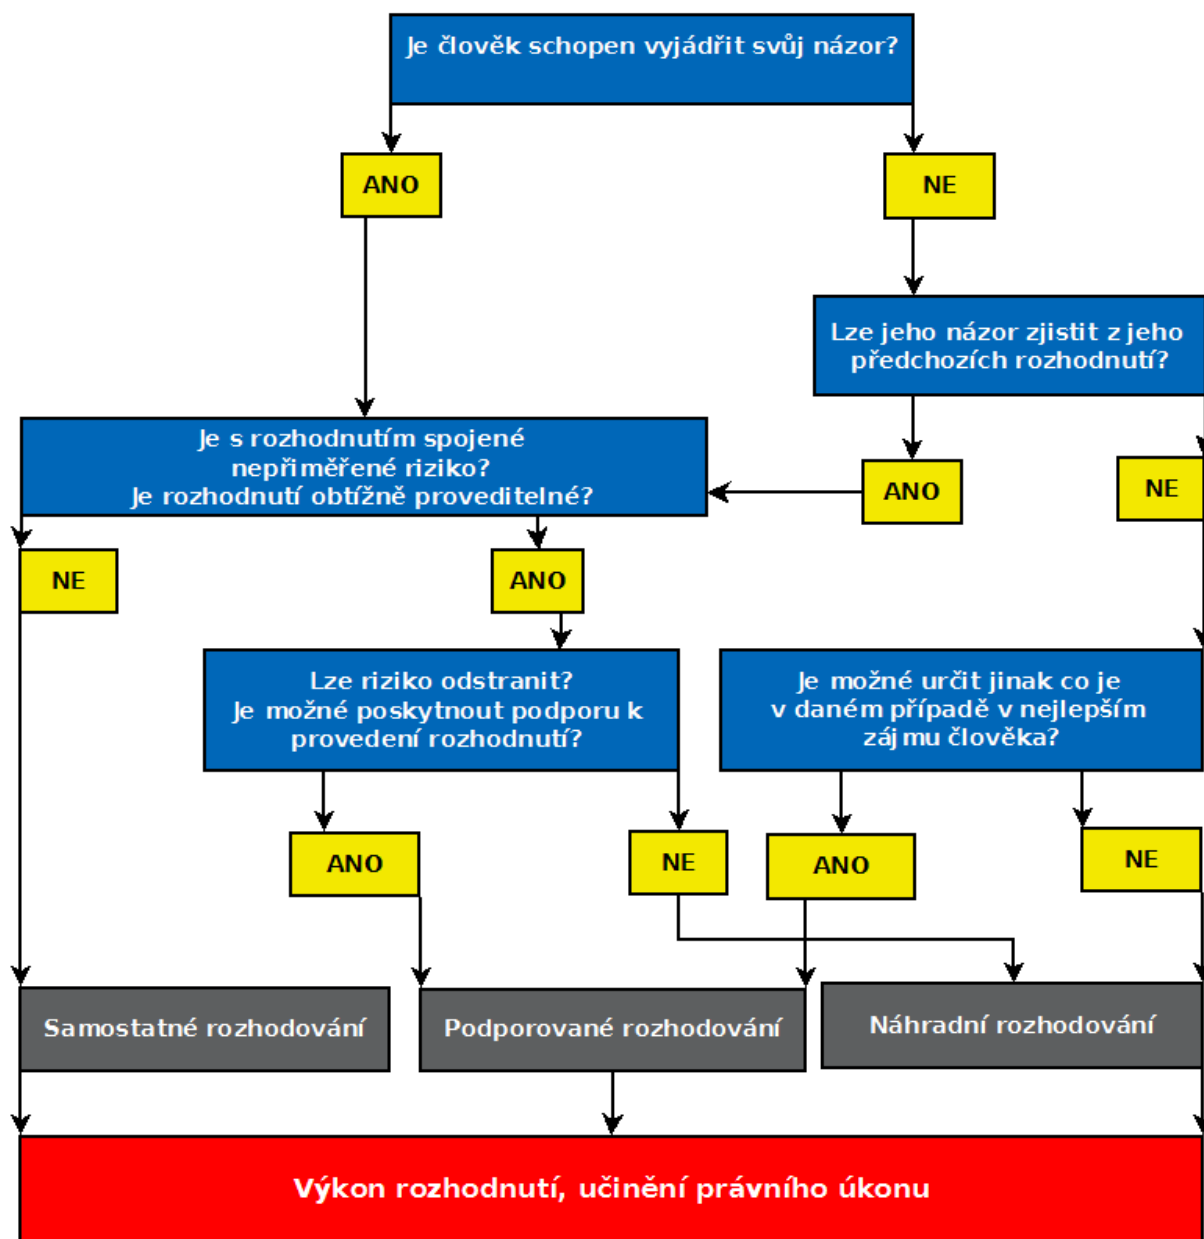 Je člověk schopen vyjádřit svůj názor?
ANO
NE
Lze jeho názor zjistit z jeho
předchozích rozhodnutí?
Je s rozhodnutím spojené
nepřiměřené riziko?
Je rozhodnutí obtížně proveditelné?
ANO
NE
NE
ANO
Lze riziko odstranit?
Je možné poskytnout podporu k
provedení rozhodnutí?
Je možné určit jinak co je
v daném případě v nejlepším
zájmu člověka?
ANO
NE
ANO
NE
Samostatné rozhodování
Podporované rozhodování
Náhradní rozhodování
Výkon rozhodnutí, učinění právního úkonu